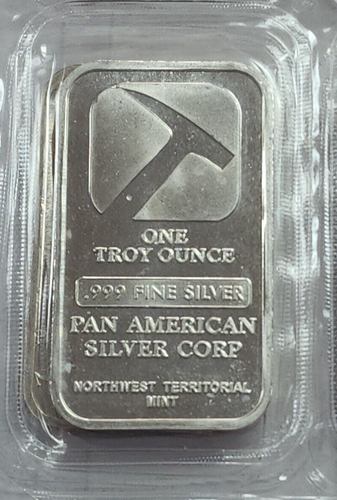 ONE
TROY OUNCE
.999 FINE SILVER
PAN AMERICAN
SILVER CORP
NORTHWEST TERRITORIAL
MINT